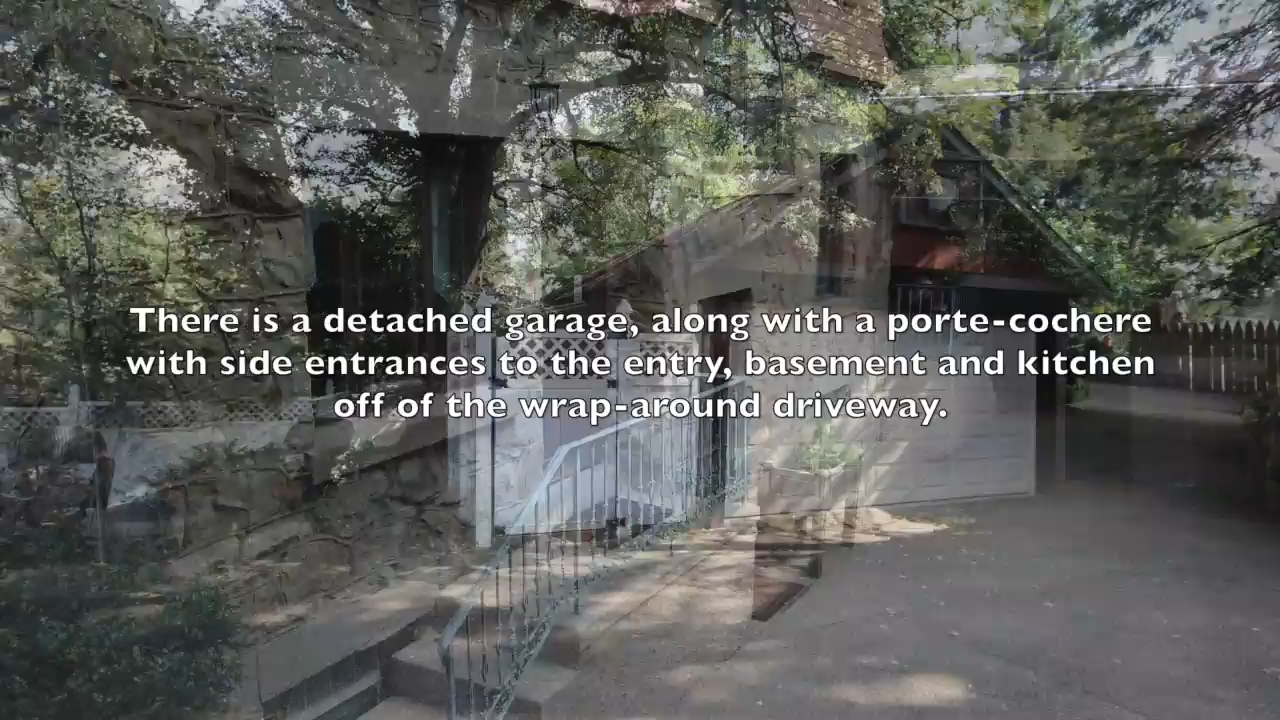 There is a detached garage, along with a porte-cochere
with side entrances to the entry, basement and kitchen
off of the wrap-around driveway.